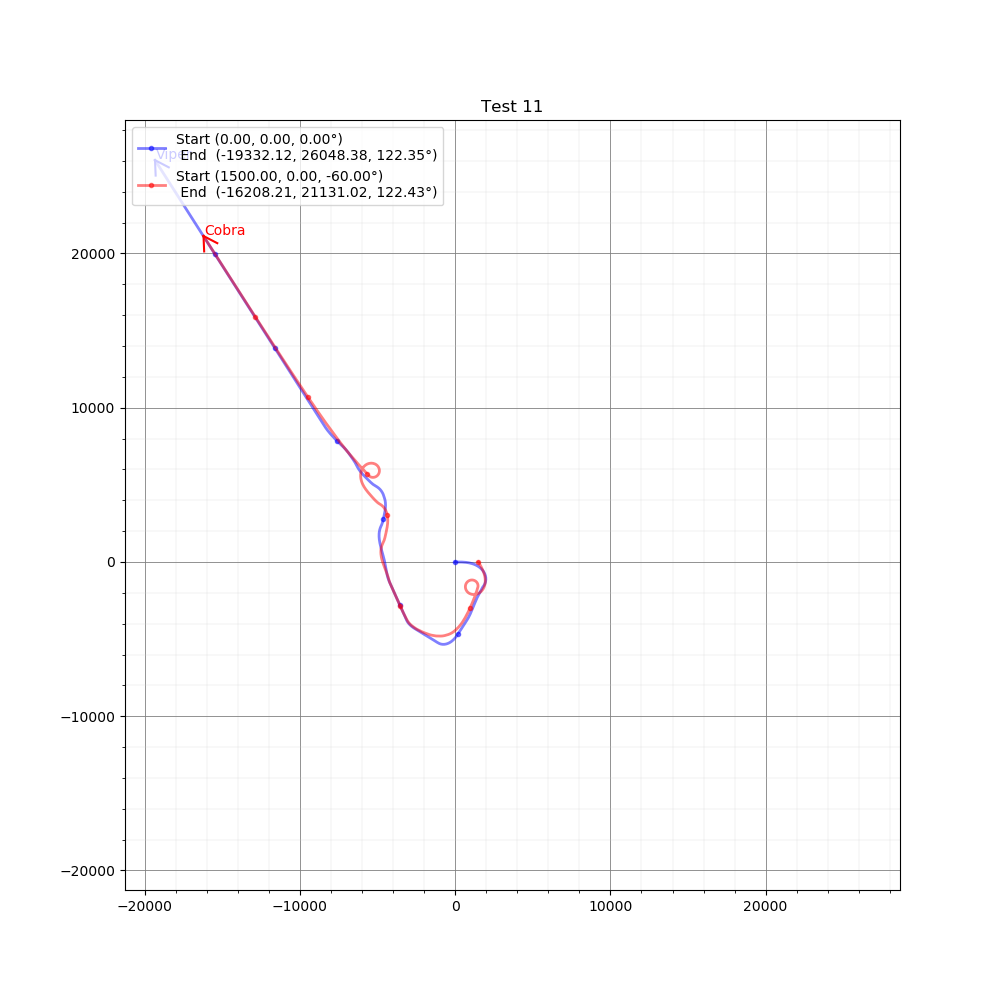 Test 11
Start (0.00, 0.00, 0.00°)
End (-19332.12, 26048.38, 122.35°)
Start (1500.00, 0.00, -60.00°)
End (-16208.21, 21131.02, 122.43°)
Viper
Cobra
20000
10000
0
−10000
−20000
−20000 −10000 0 10000 20000